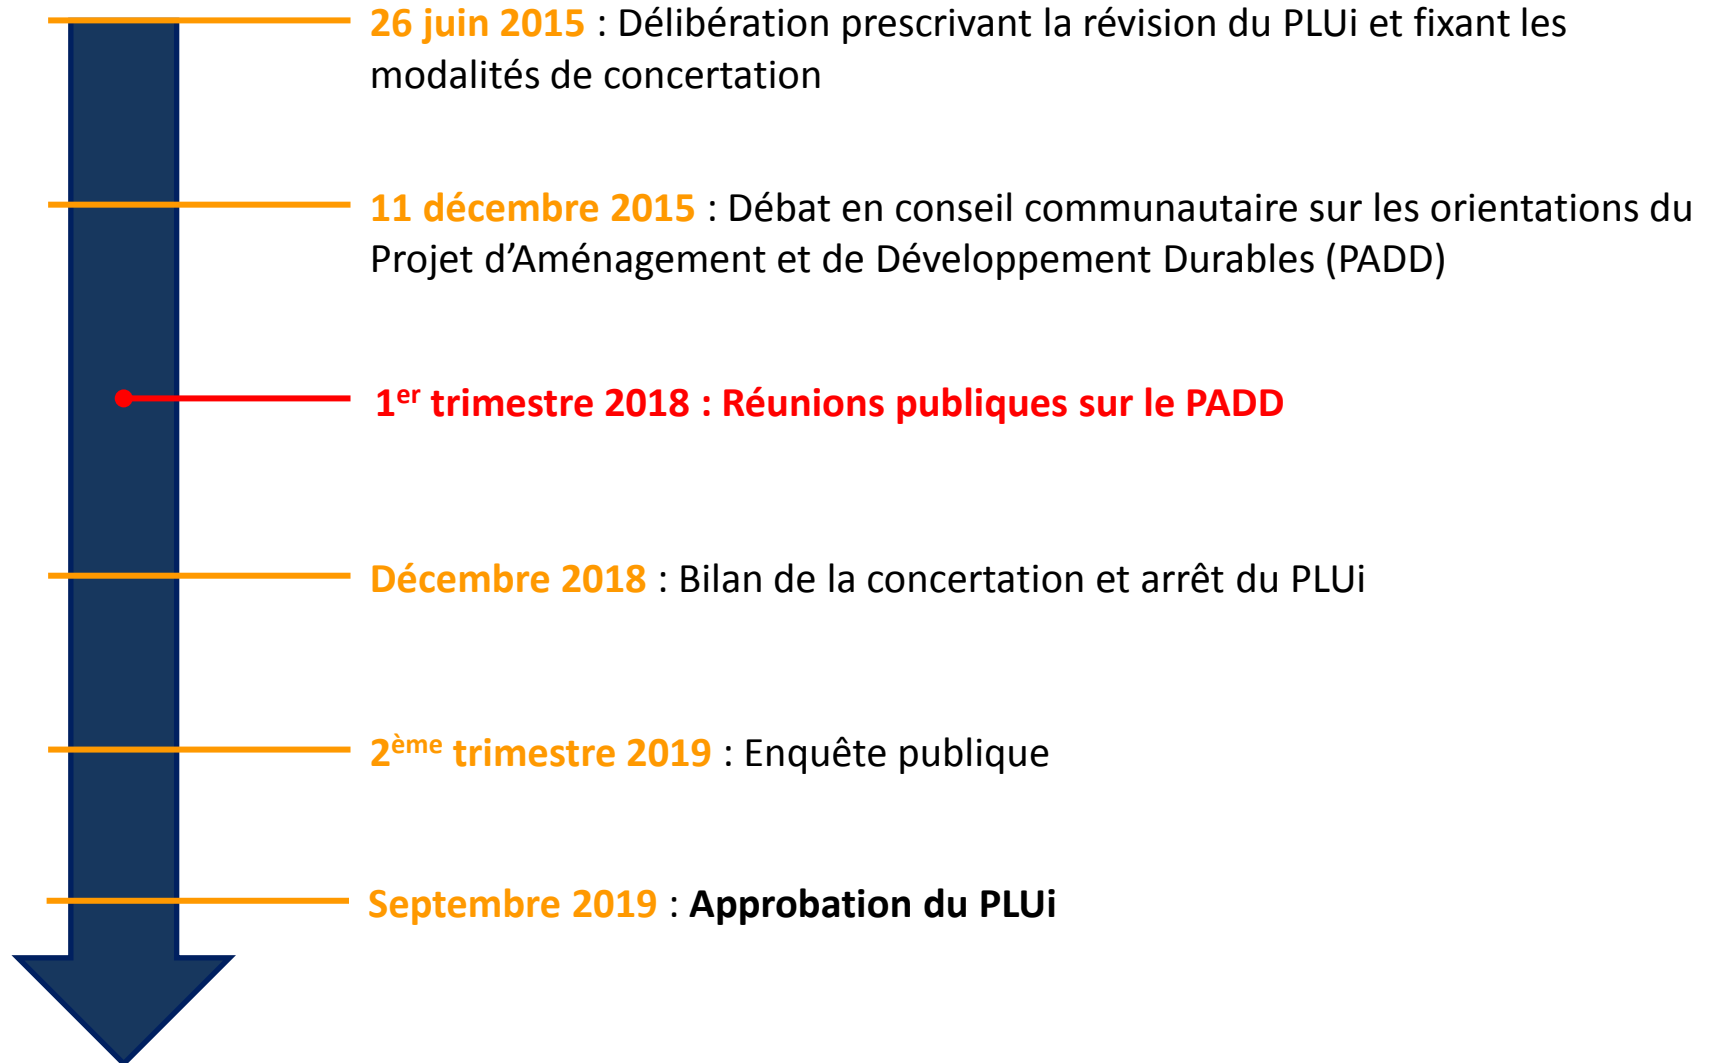 26 juin 2015 : Délibération prescrivant la révision du PLUi et fixant les
modalités de concertation
11 décembre 2015 : Débat en conseil communautaire sur les orientations du
Projet d’Aménagement et de Développement Durables (PADD)
1er trimestre 2018 : Réunions publiques sur le PADD
Décembre 2018 : Bilan de la concertation et arrêt du PLUi
2ème trimestre 2019 : Enquête publique
Septembre 2019 : Approbation du PLUi